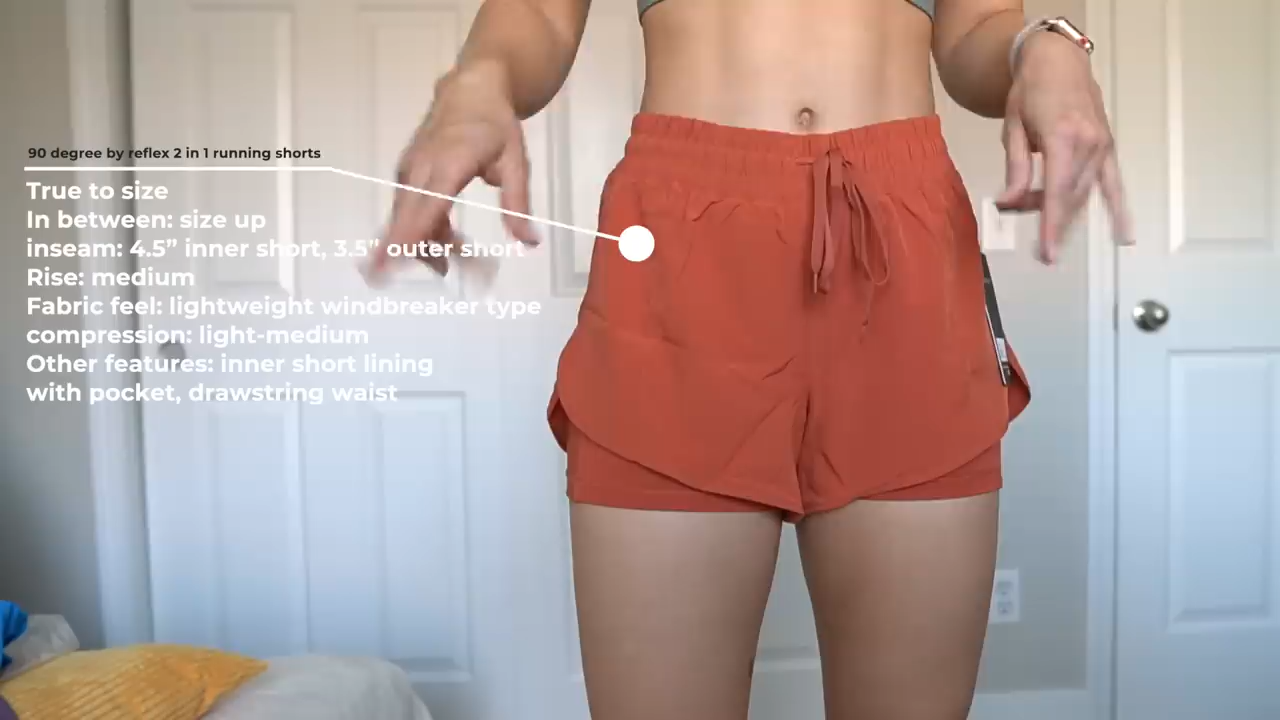 90 degree by reflex 2 in 1 running shorts
True to size
In between: size up
inseam: 4.5” inner short, 3.5” outer short
Rise: medium
Fabric feel: lightweight windbreaker type
compression: light-medium
Other features: inner short lining
with pocket, drawstring waist